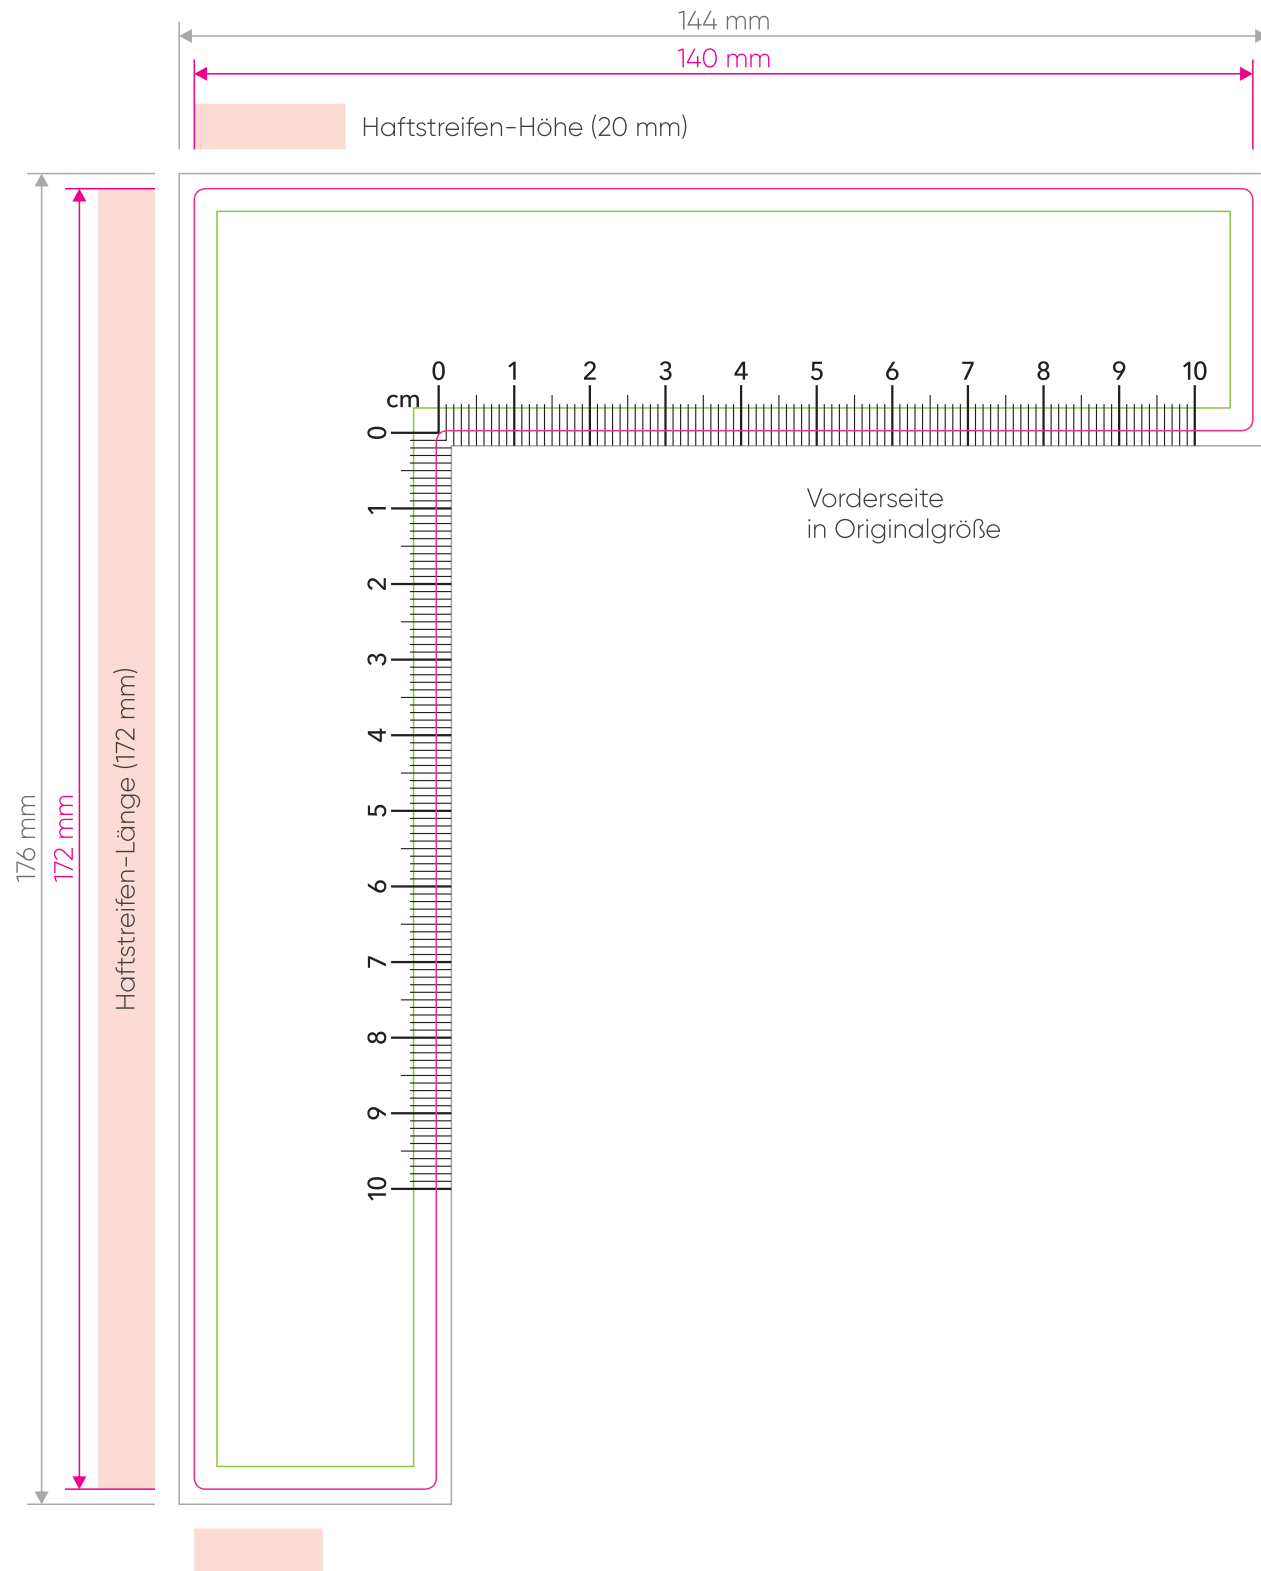 144 mm
140 mm
Haftstreifen-Höhe (20 mm)
0 1 2 3 4 5 6 7 8 9 10
cm
0
1
2
3
4
5
6
7
8
9
10
Vorderseite
in Originalgröße
176 mm
172 mm
Haftstreifen-Länge (172 mm)